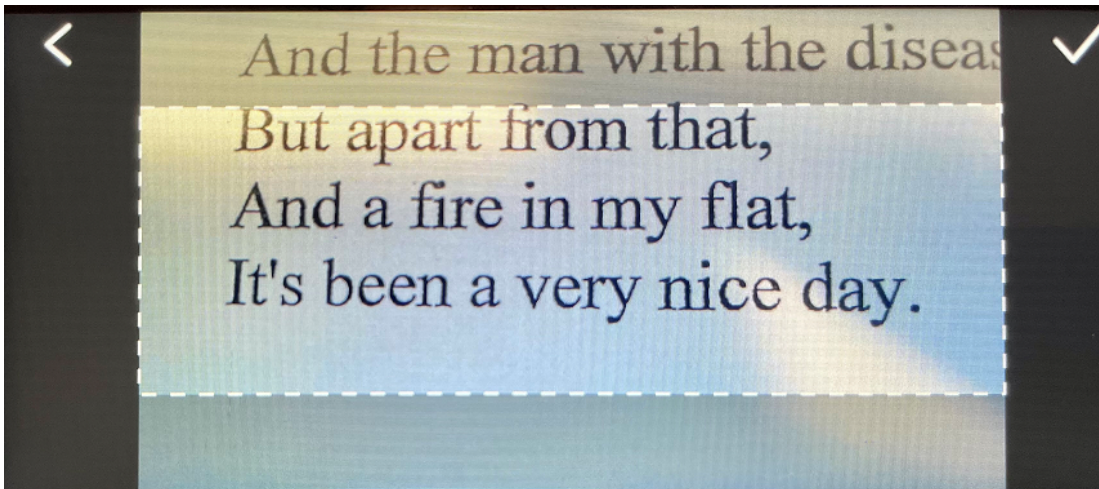 And the man with the diseas
But apart from that,
And a fire in my flat,
It's been a very nice day.